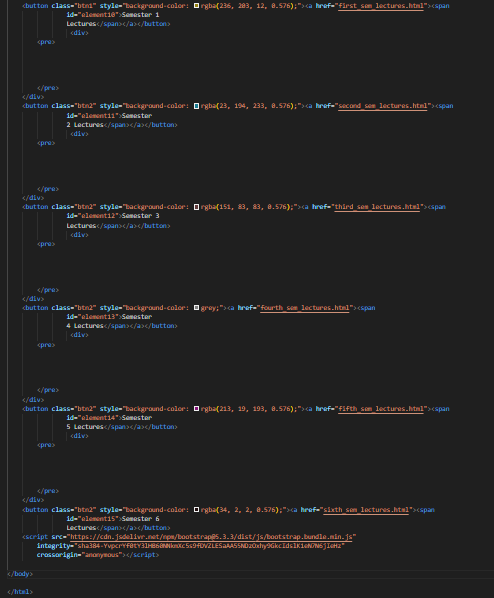 <button class="btn1" style="background-color: rgba(236, 203, 12, 0.576);"><a href="first_sem_lectures.html"><span
id="element10">Semester 1
Lectures</span></a></button>
<div>
<pre>
</pre>
</div>
<button class="btn2" style="background-color: rgba(23, 194, 233, 0.576);"><a href="second_sem_lectures.html"><span
id="element11">Semester
2 Lectures</span></a></button>
<div>
<pre>
</pre>
</div>
<button class="btn2" style="background-color: rgba(151, 83, 83, 0.576);"><a href="third_sem_lectures.html"><span
id="element12">Semester 3
Lectures</span></a></button>
<div>
<pre>
</pre>
</div>
<button class="btn2" style="background-color: grey;"><a href="fourth_sem_lectures.html"><span
id="element13">Semester
4 Lectures</span></a></button>
<div>
<pre>
</pre>
</div>
<button class="btn2" style="background-color: rgba(213, 19, 193, 0.576);"><a href="fifth_sem_lectures.html"><span
id="element14">Semester
5 Lectures</span></a></button>
<div>
<pre>
</pre>
</div>
<button class="btn2" style="background-color: rgba(34, 2, 2, 0.576);"><a href="sixth_sem_lectures.html"><span
id="element15">Semester 6
Lectures</span></a></button>
<script src="https://cdn.jsdelivr.net/npm/bootstrap@5.3.3/dist/js/bootstrap.bundle.min.js"
crossorigin="anonymous"></script>
</body>
</html>